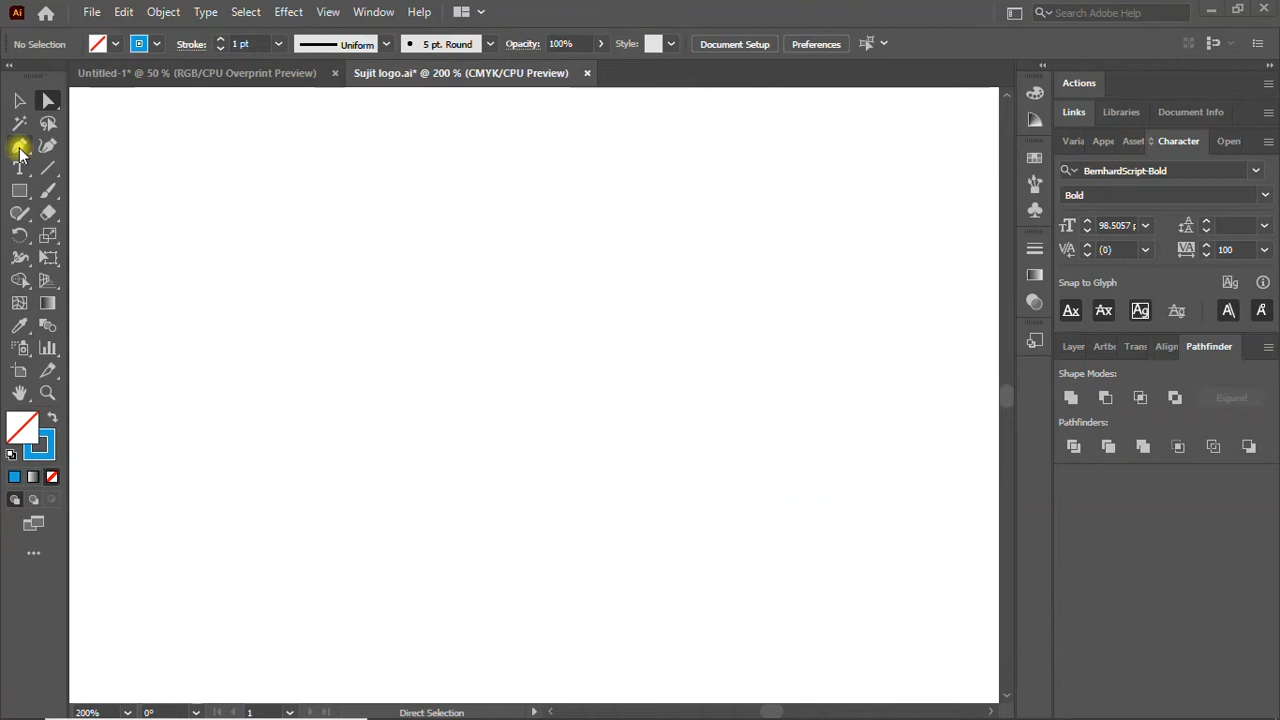 Ai File Edit Object Type Select Effect View Window Help Search Adobe Help
No Selection Stroke: 1 pt Uniform 5 pt. Round Opacity: 100% Style: Document Setup Preferences
Untitled-1* @ 50 % (RGB/CPU Overprint Preview) × Sujit logo.ai* @ 200 % (CMYK/CPU Preview) ×
Actions
Links Libraries Document Info
Varia Appe Asset Character Open
BernhardScript-Bold
Bold
98.5057 p
(0) 100
Snap to Glyph
Layer Artbo Trans Align Pathfinder
Shape Modes:
Expand
Pathfinders:
200% 0° 1 Direct Selection